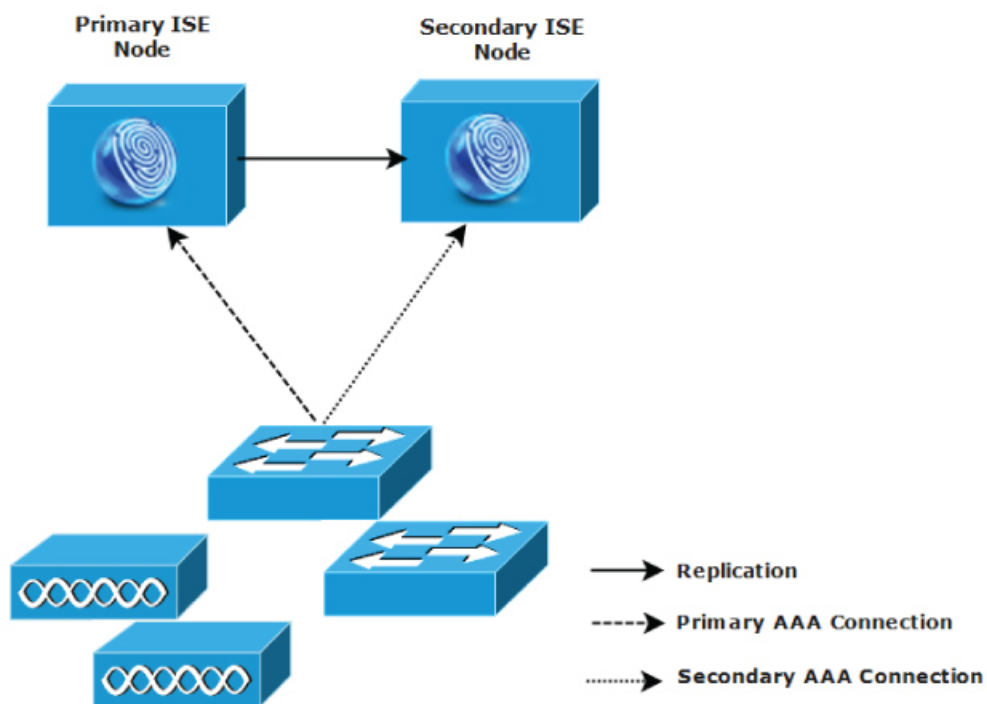 Primary ISE
Node
Secondary ISE
Node
Replication
Primary AAA Connection
Secondary AAA Connection